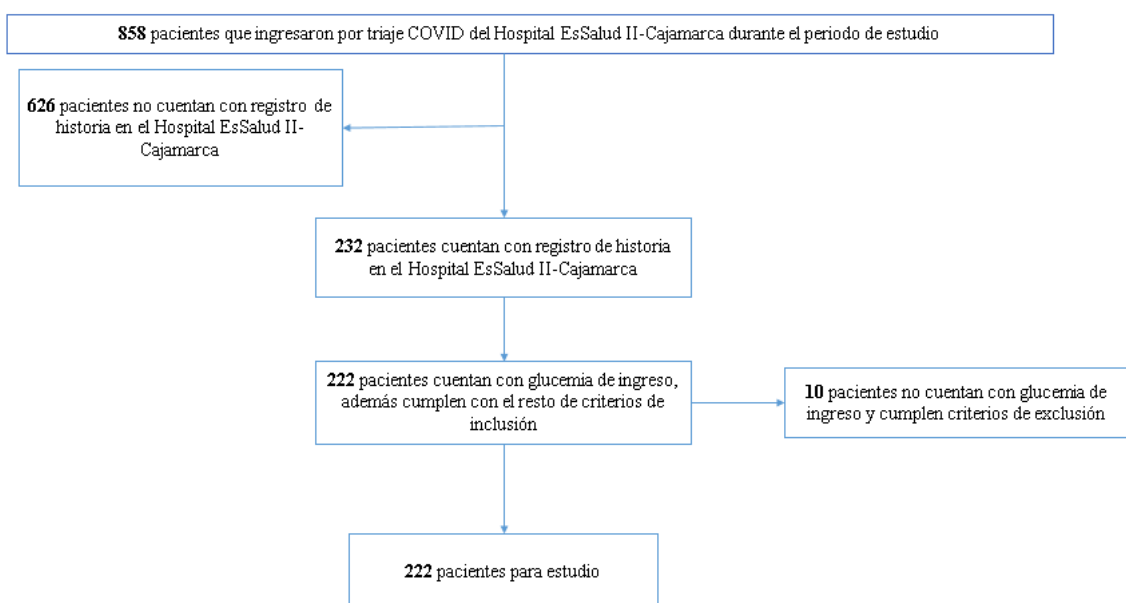 858 pacientes que ingresaron por triaje COVID del Hospital EsSalud II-Cajamarca durante el periodo de estudio
626 pacientes no cuentan con registro de
historia en el Hospital EsSalud II-
Cajamarca
232 pacientes cuentan con registro de historia
en el Hospital EsSalud II-Cajamarca
222 pacientes cuentan con glucemia de ingreso,
además cumplen con el resto de criterios de
inclusión
10 pacientes no cuentan con glucemia de
ingreso y cumplen criterios de exclusión
222 pacientes para estudio